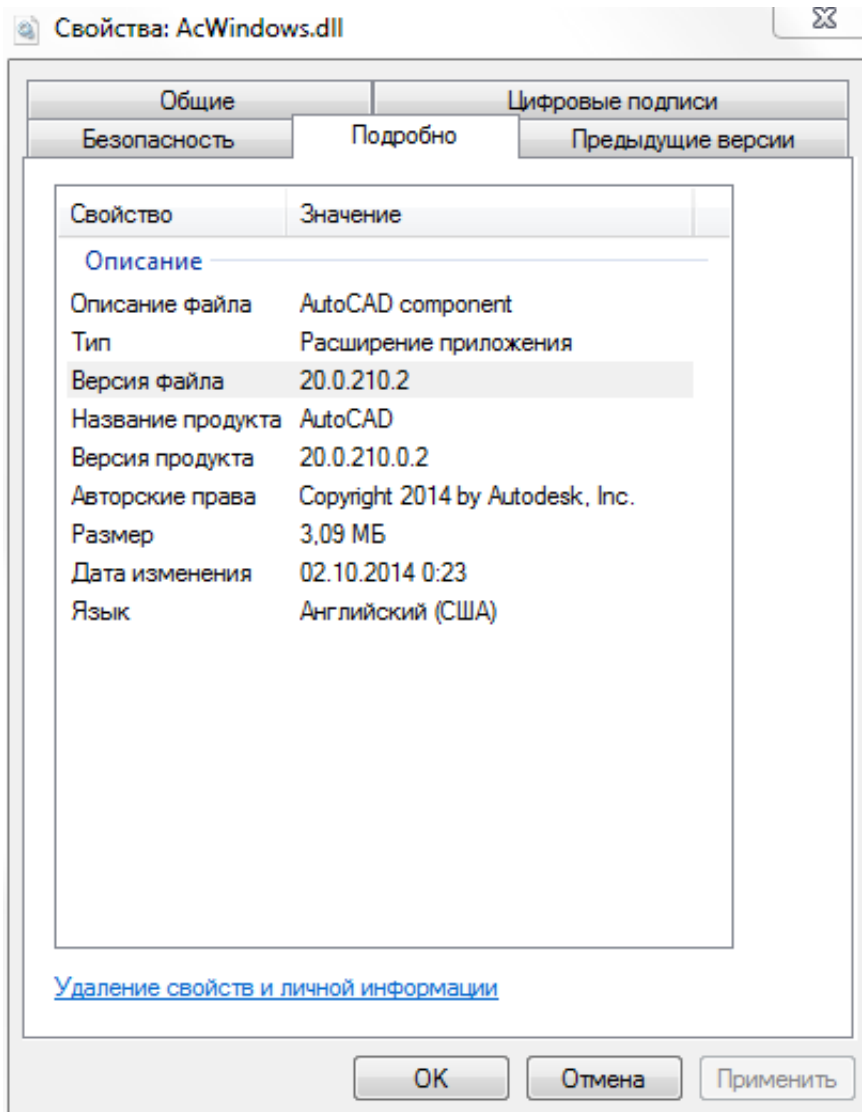 Свойства: AcWindows.dll
Общие Цифровые подписи
Безопасность Подробно Предыдущие версии
Свойство Значение
Описание
Описание файла AutoCAD component
Тип Расширение приложения
Версия файла 20.0.210.2
Название продукта AutoCAD
Версия продукта 20.0.210.0.2
Авторские права Copyright 2014 by Autodesk, Inc.
Размер 3,09 МБ
Дата изменения 02.10.2014 0:23
Язык Английский (США)
Удаление свойств и личной информации
ОК Отмена Применить